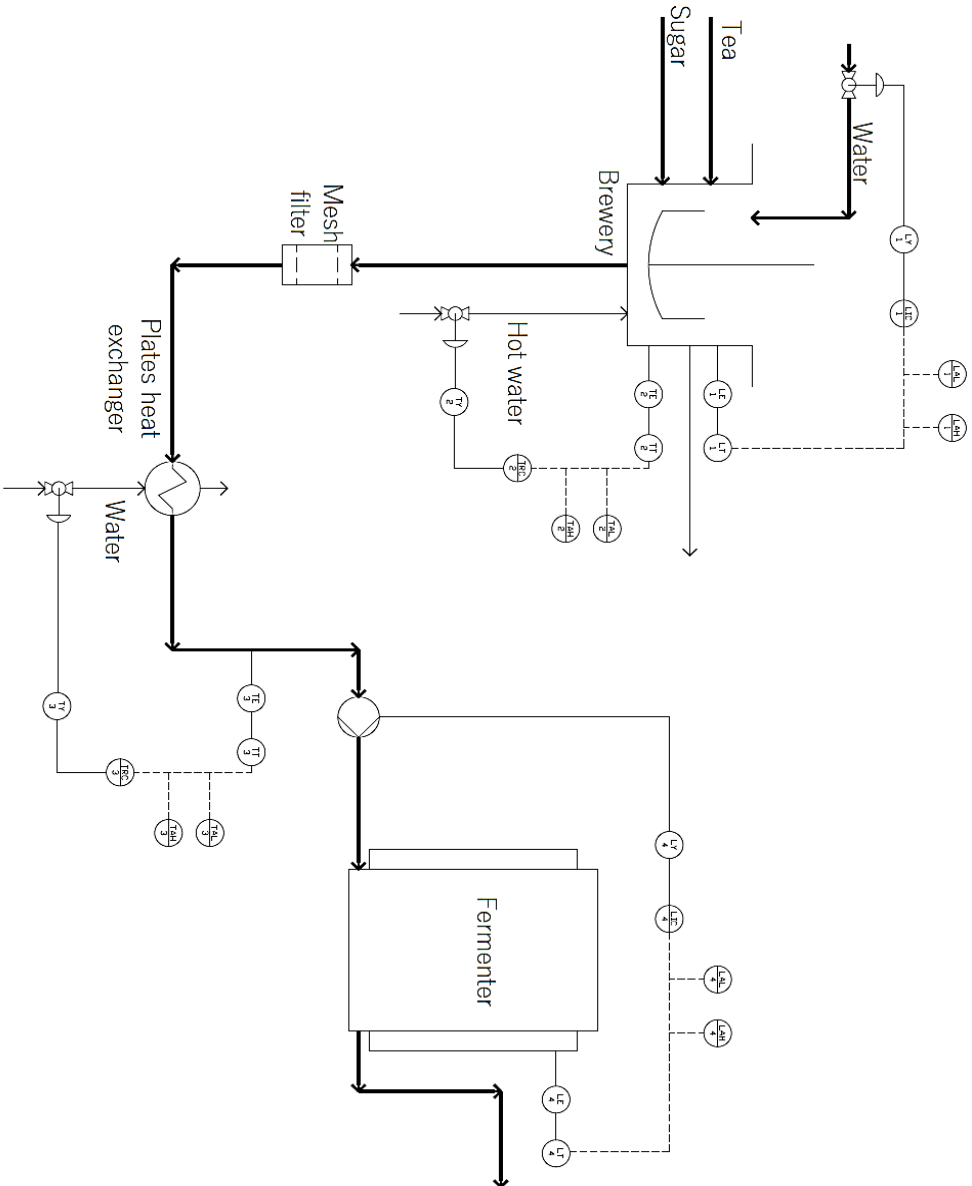 LAL
1
LAH
1
LY
1
LIC
1
Water
Tea
LE
1
LT
1
LAL
4
LAH
4
Sugar
LY
4
LIC
4
TE
2
TT
2
Brewery
TAL
2
TAH
2
LE
4
LT
4
Hot water
TRC
2
Fermenter
TY
2
Mesh
filter
TE
3
TT
3
TAL
3
TAH
3
Plates heat
exchanger
TRC
3
Water
TY
3